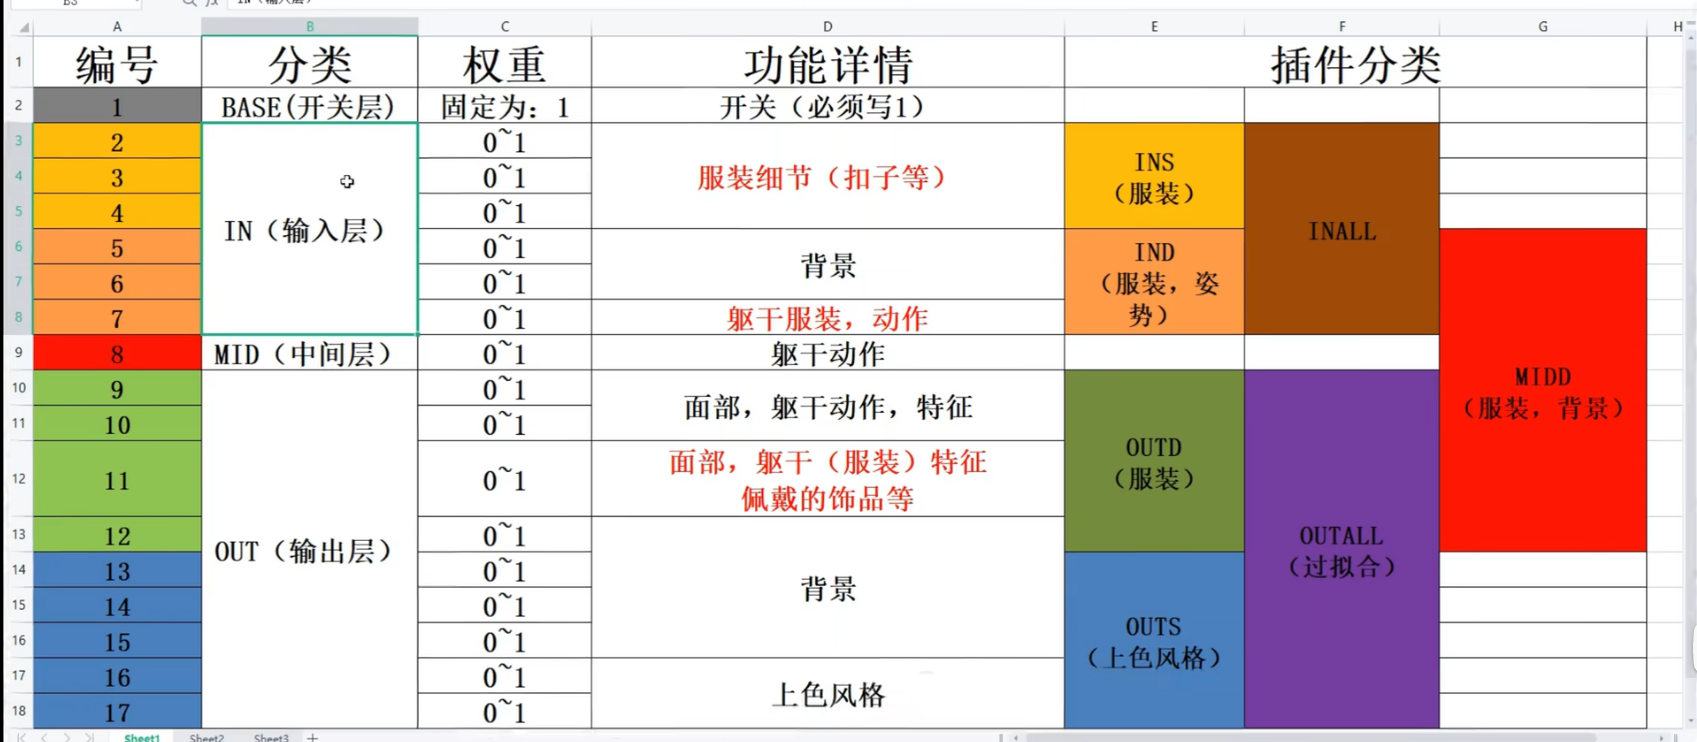 B3
IN（输入层）
A B C D E F G H
1 编号 分类 权重 功能详情 插件分类
2 1 BASE(开关层) 固定为：1 开关（必须写1）
3 2 0~1
4 3 0~1 服装细节（扣子等）
INS
（服装）
5 4 0~1
IN（输入层）
INALL
6 5 0~1
背景
IND
（服装，姿
势）
7 6 0~1
8 7 0~1 躯干服装，动作
9 8 MID（中间层） 0~1 躯干动作
MIDD
（服装，背景）
10 9 0~1
面部，躯干动作，特征
11 10 0~1
OUTD
（服装）
12 11 0~1
面部，躯干（服装）特征
佩戴的饰品等
13 12 0~1
OUT（输出层）
OUTALL
（过拟合）
14 13 0~1
背景
15 14 0~1
OUTS
（上色风格）
16 15 0~1
17 16 0~1
上色风格
18 17 0~1
Sheet1 Sheet2 Sheet3 +